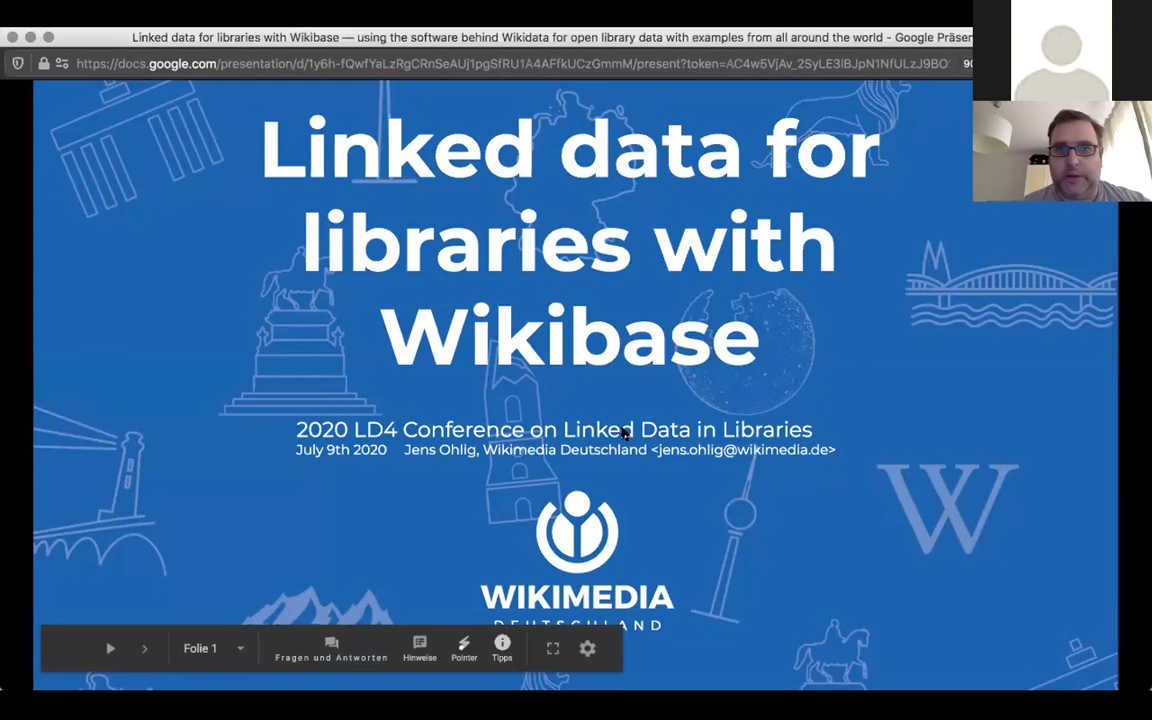 Linked data for libraries with Wikibase — using the software behind Wikidata for open library data with examples from all around the world - Google Präsen
https://docs.google.com/presentation/d/1y6h-fQwfYaLzRgCRnSeAUj1pgSfRU1A4AFfkUCzGmmM/present?token=AC4w5VjAv_2SyLE3lBJpN1NfULzJ9BO
90
Linked data for
libraries with
Wikibase
2020 LD4 Conference on Linked Data in Libraries
July 9th 2020 Jens Ohlig, Wikimedia Deutschland <jens.ohlig@wikimedia.de>
W
WIKIMEDIA
DEUTSCHLAND
Folie 1
Fragen und Antworten
Hinweise
Pointer
Tipps